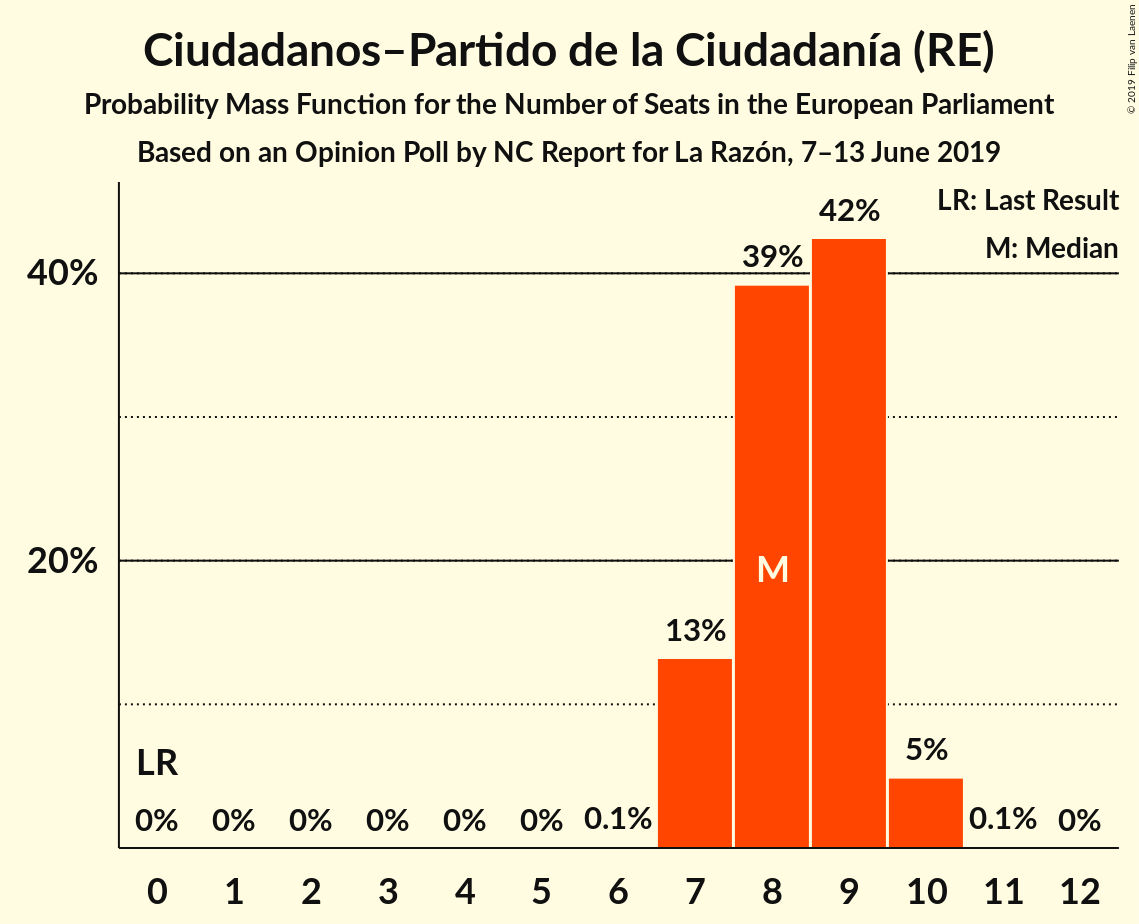 Ciudadanos–Partido de la Ciudadanía (RE)
Probability Mass Function for the Number of Seats in the European Parliament
Based on an Opinion Poll by NC Report for La Razón, 7–13 June 2019
© 2019 Filip van Laenen
LR: Last Result
M: Median
42%
39%
40%
20%
M
13%
LR
5%
0% 0% 0% 0% 0% 0% 0.1% 0.1% 0%
0 1 2 3 4 5 6 7 8 9 10 11 12